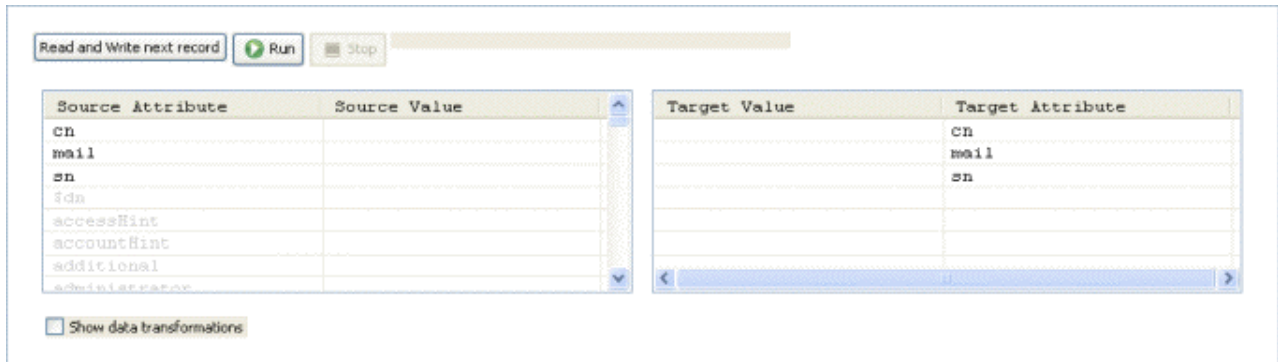 Read and Write next record Run Stop
Source Attribute Source Value Target Value Target Attribute
cn cn
mail mail
sn sn
$dn
accessHint
accountHint
additional
administrator
Show data transformations